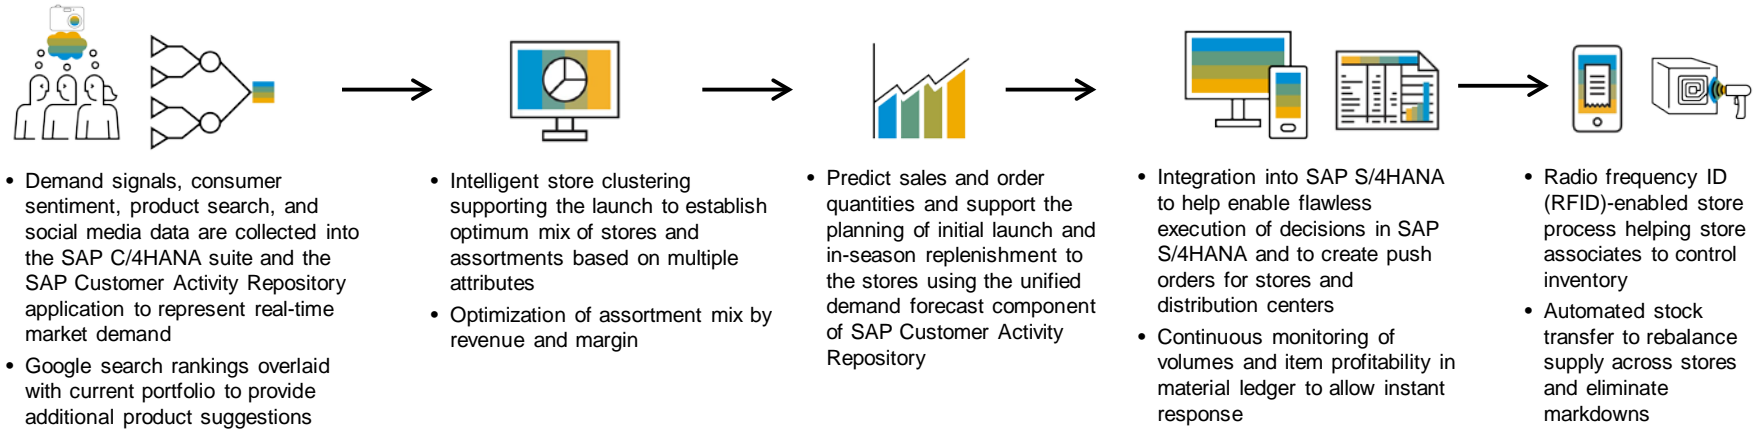 • Demand signals, consumer
sentiment, product search, and
social media data are collected into
the SAP C/4HANA suite and the
SAP Customer Activity Repository
application to represent real-time
market demand
• Google search rankings overlaid
with current portfolio to provide
additional product suggestions
• Intelligent store clustering
supporting the launch to establish
optimum mix of stores and
assortments based on multiple
attributes
• Optimization of assortment mix by
revenue and margin
• Predict sales and order
quantities and support the
planning of initial launch and
in-season replenishment to
the stores using the unified
demand forecast component
of SAP Customer Activity
Repository
• Integration into SAP S/4HANA
to help enable flawless
execution of decisions in SAP
S/4HANA and to create push
orders for stores and
distribution centers
• Continuous monitoring of
volumes and item profitability in
material ledger to allow instant
response
• Radio frequency ID
(RFID)-enabled store
process helping store
associates to control
inventory
• Automated stock
transfer to rebalance
supply across stores
and eliminate
markdowns